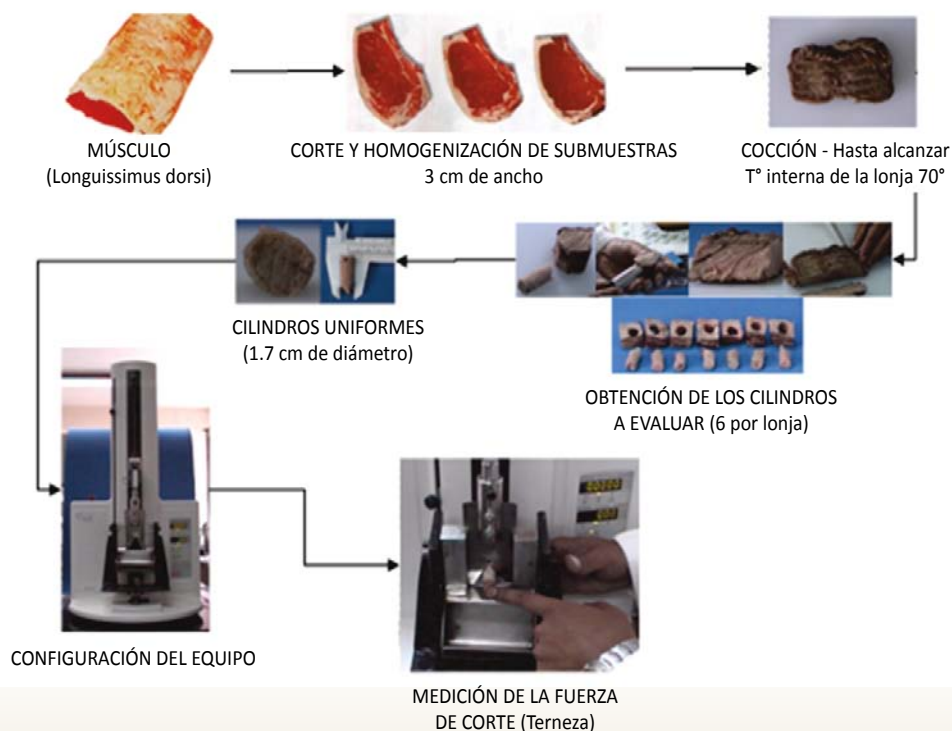 MÚSCULO
(Longuissimus dorsi)
CORTE Y HOMOGENIZACIÓN DE SUBMUESTRAS
3 cm de ancho
COCCIÓN - Hasta alcanzar
T° interna de la lonja 70°
OBTENCIÓN DE LOS CILINDROS
A EVALUAR (6 por lonja)
CILINDROS UNIFORMES
(1.7 cm de diámetro)
CONFIGURACIÓN DEL EQUIPO
MEDICIÓN DE LA FUERZA
DE CORTE (Terneza)